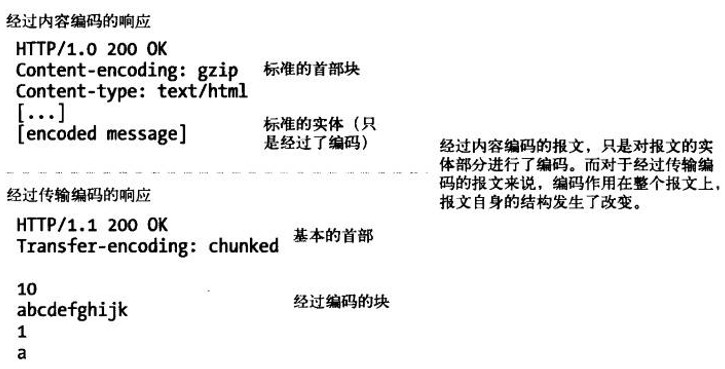 经过内容编码的响应
HTTP/1.0 200 OK
Content-encoding: gzip
标准的首部块
Content-type: text/html
[...]
[encoded message]
标准的实体（只
是经过了编码）
经过内容编码的报文，只是对报文的实
体部分进行了编码。而对于经过传输编
码的报文来说，编码作用在整个报文上，
报文自身的结构发生了改变。
经过传输编码的响应
HTTP/1.1 200 OK
Transfer-encoding: chunked
基本的首部
10
abcdefghijk
1
a
经过编码的块